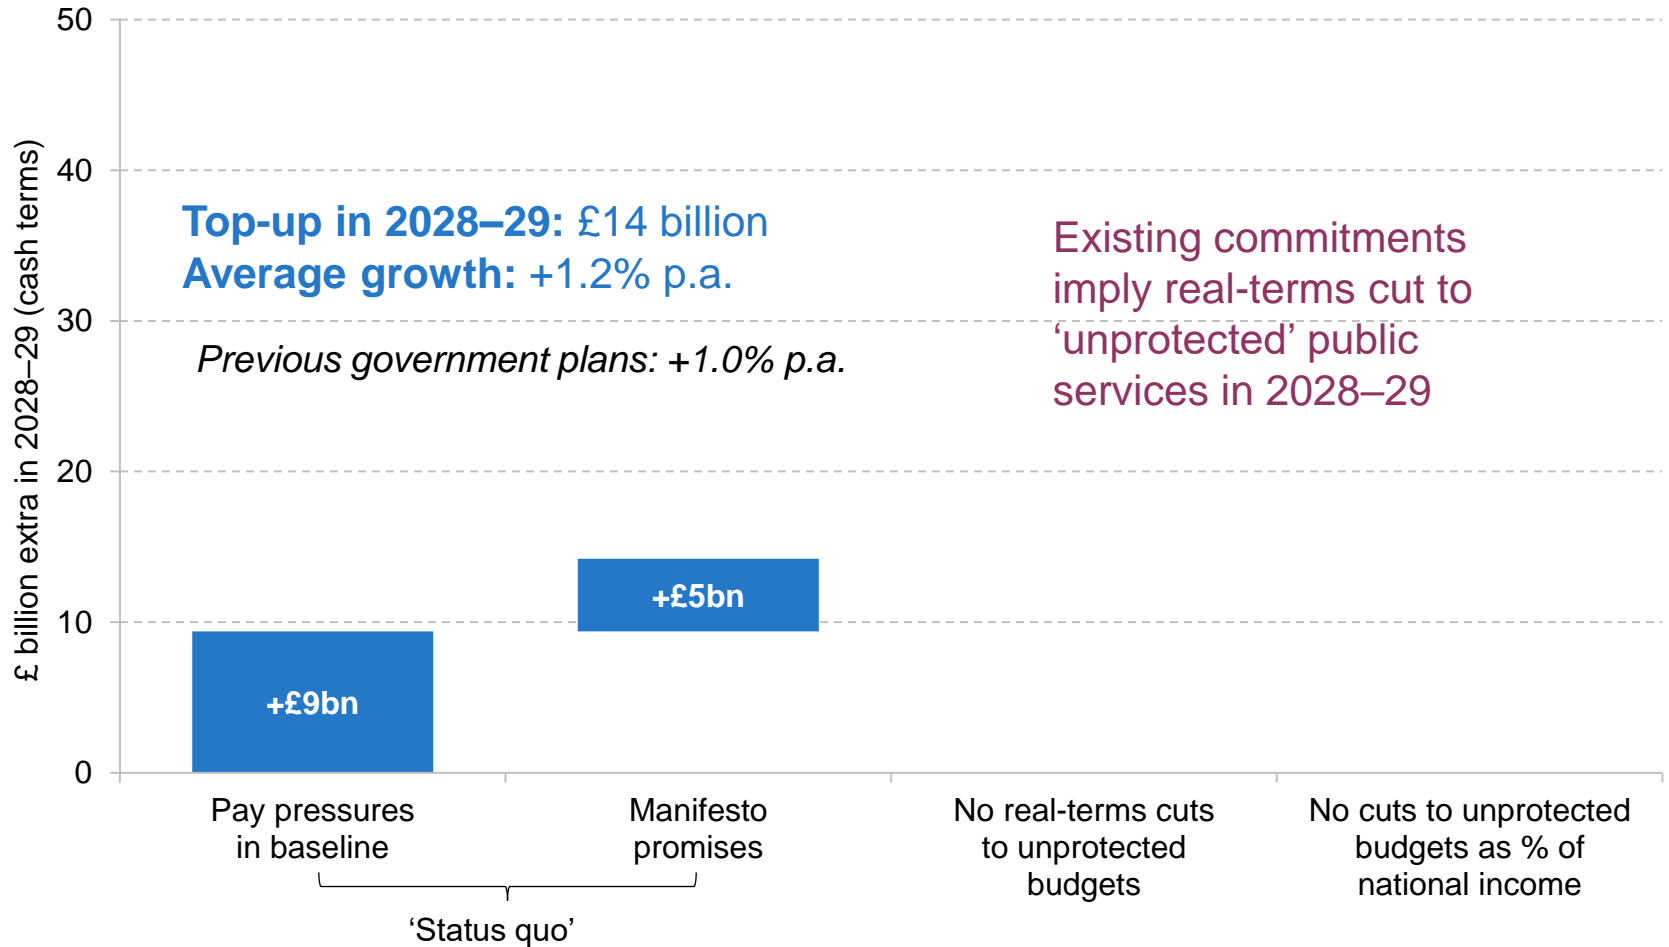 £ billion extra in 2028–29 (cash terms)
50
40
30
20
10
0
Top-up in 2028–29: £14 billion
Average growth: +1.2% p.a.
Previous government plans: +1.0% p.a.
Existing commitments
imply real-terms cut to
‘unprotected’ public
services in 2028–29
+£9bn
+£5bn
Pay pressures
in baseline
Manifesto
promises
No real-terms cuts
to unprotected
budgets
No cuts to unprotected
budgets as % of
national income
‘Status quo’